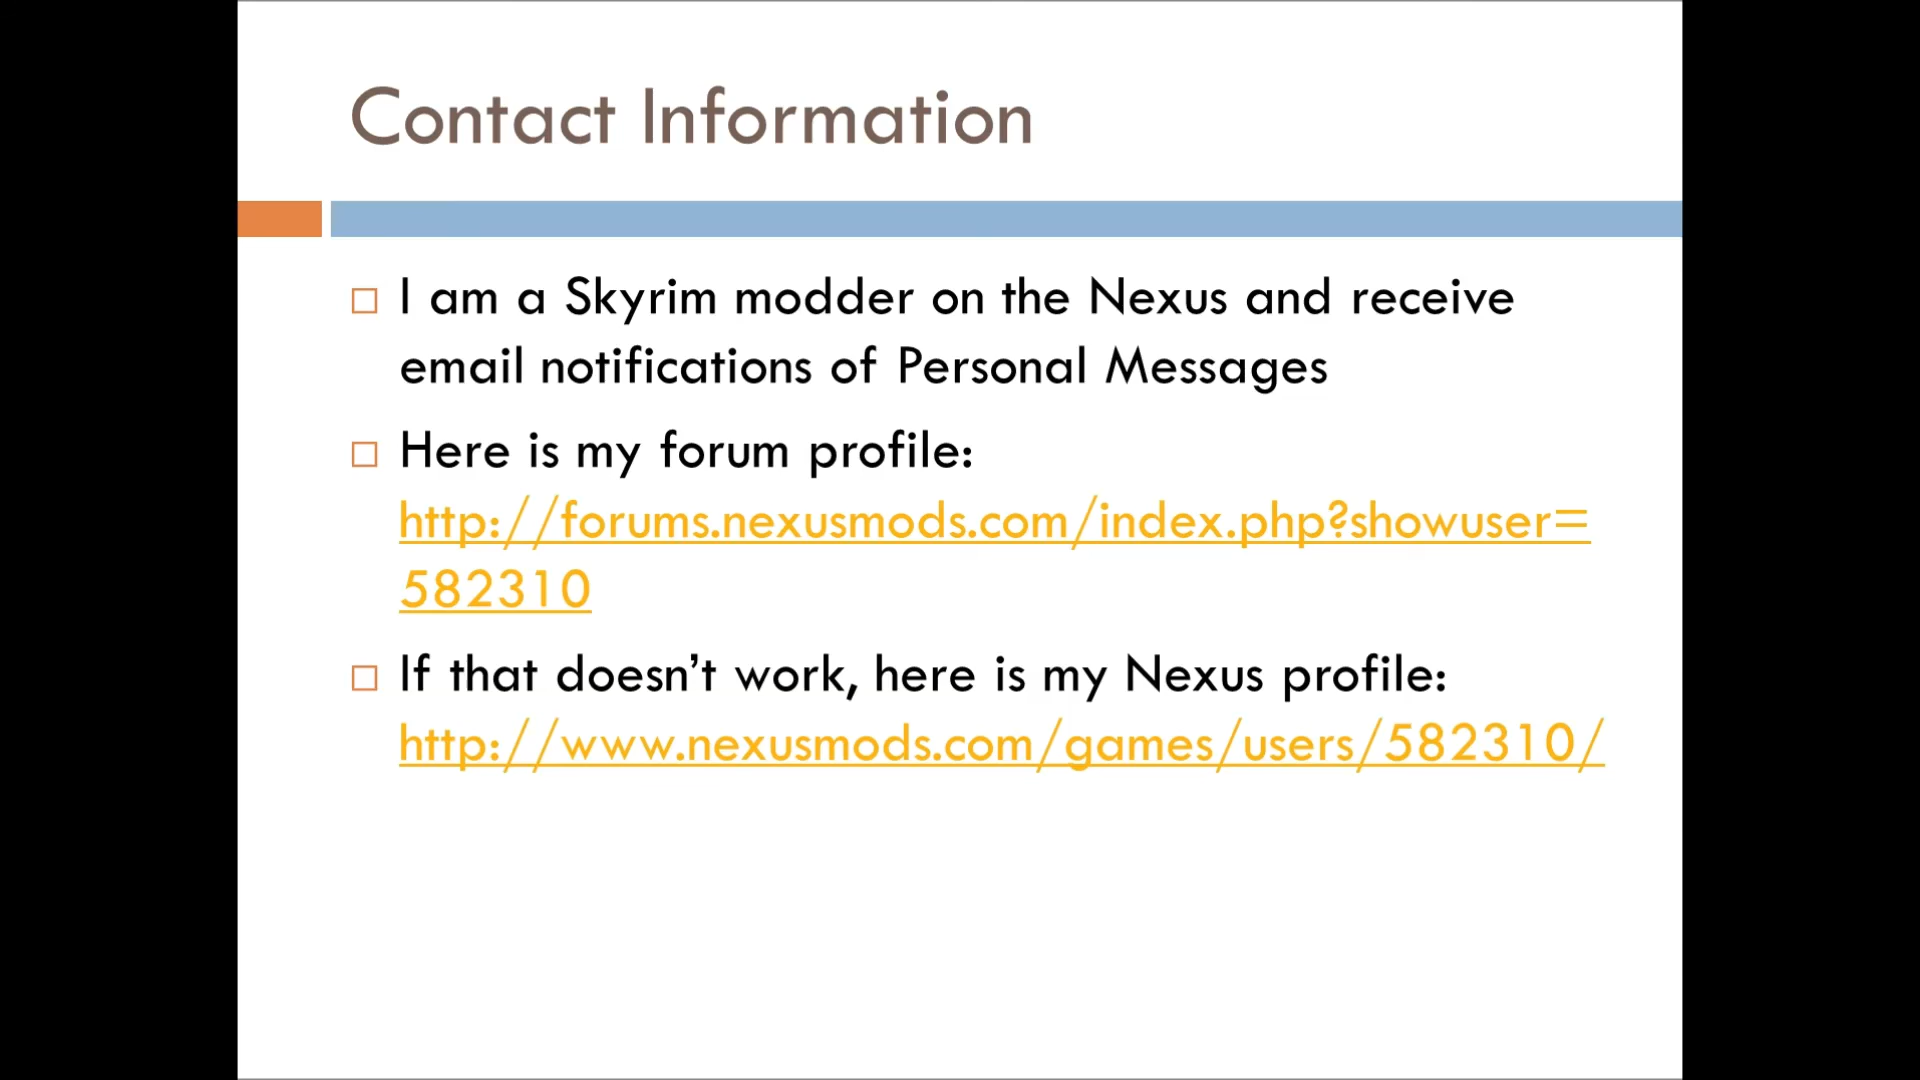 Contact Information
I am a Skyrim modder on the Nexus and receive
email notifications of Personal Messages
Here is my forum profile:
http://forums.nexusmods.com/index.php?showuser=
582310
If that doesn’t work, here is my Nexus profile:
http://www.nexusmods.com/games/users/582310/